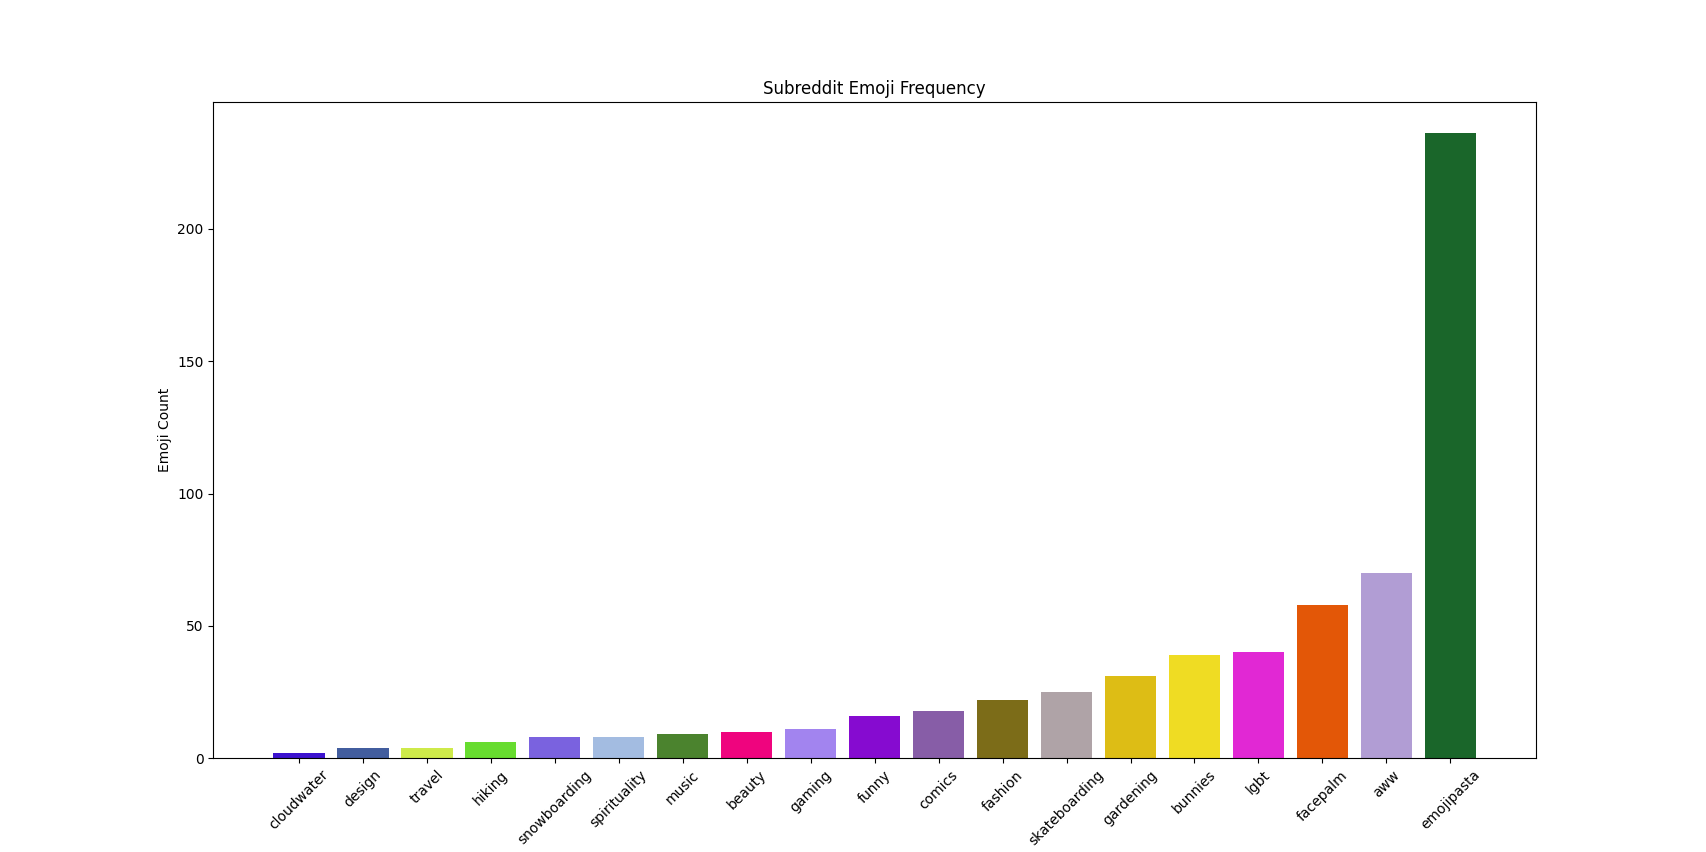 Subreddit Emoji Frequency
Emoji Count
200
150
100
50
0
cloudwater
design
travel
hiking
snowboarding
spirituality
music
beauty
gaming
funny
comics
fashion
skateboarding
gardening
bunnies
lgbt
facepalm
aww
emojipasta